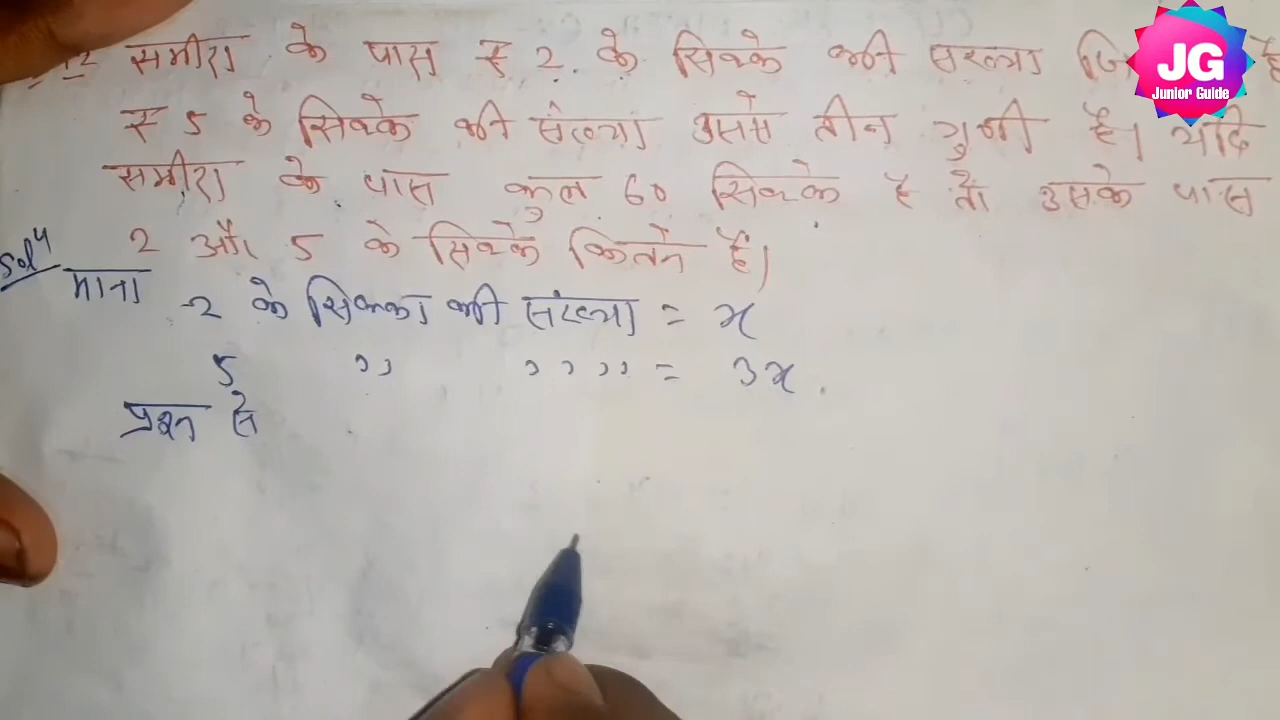 समीरा के पास ₹ 2 के सिक्के की संख्या है
₹ 5 के सिक्के की संख्या उससे तीन गुनी है। यदि
समीरा के पास कुल 60 सिक्के है तो उसके पास
2 और 5 के सिक्के कितने हैं।
Solⁿ माना 2 के सिक्का की संख्या = x
5 ,, ,,,, = 3x
प्रश्न से
JG
Junior Guide